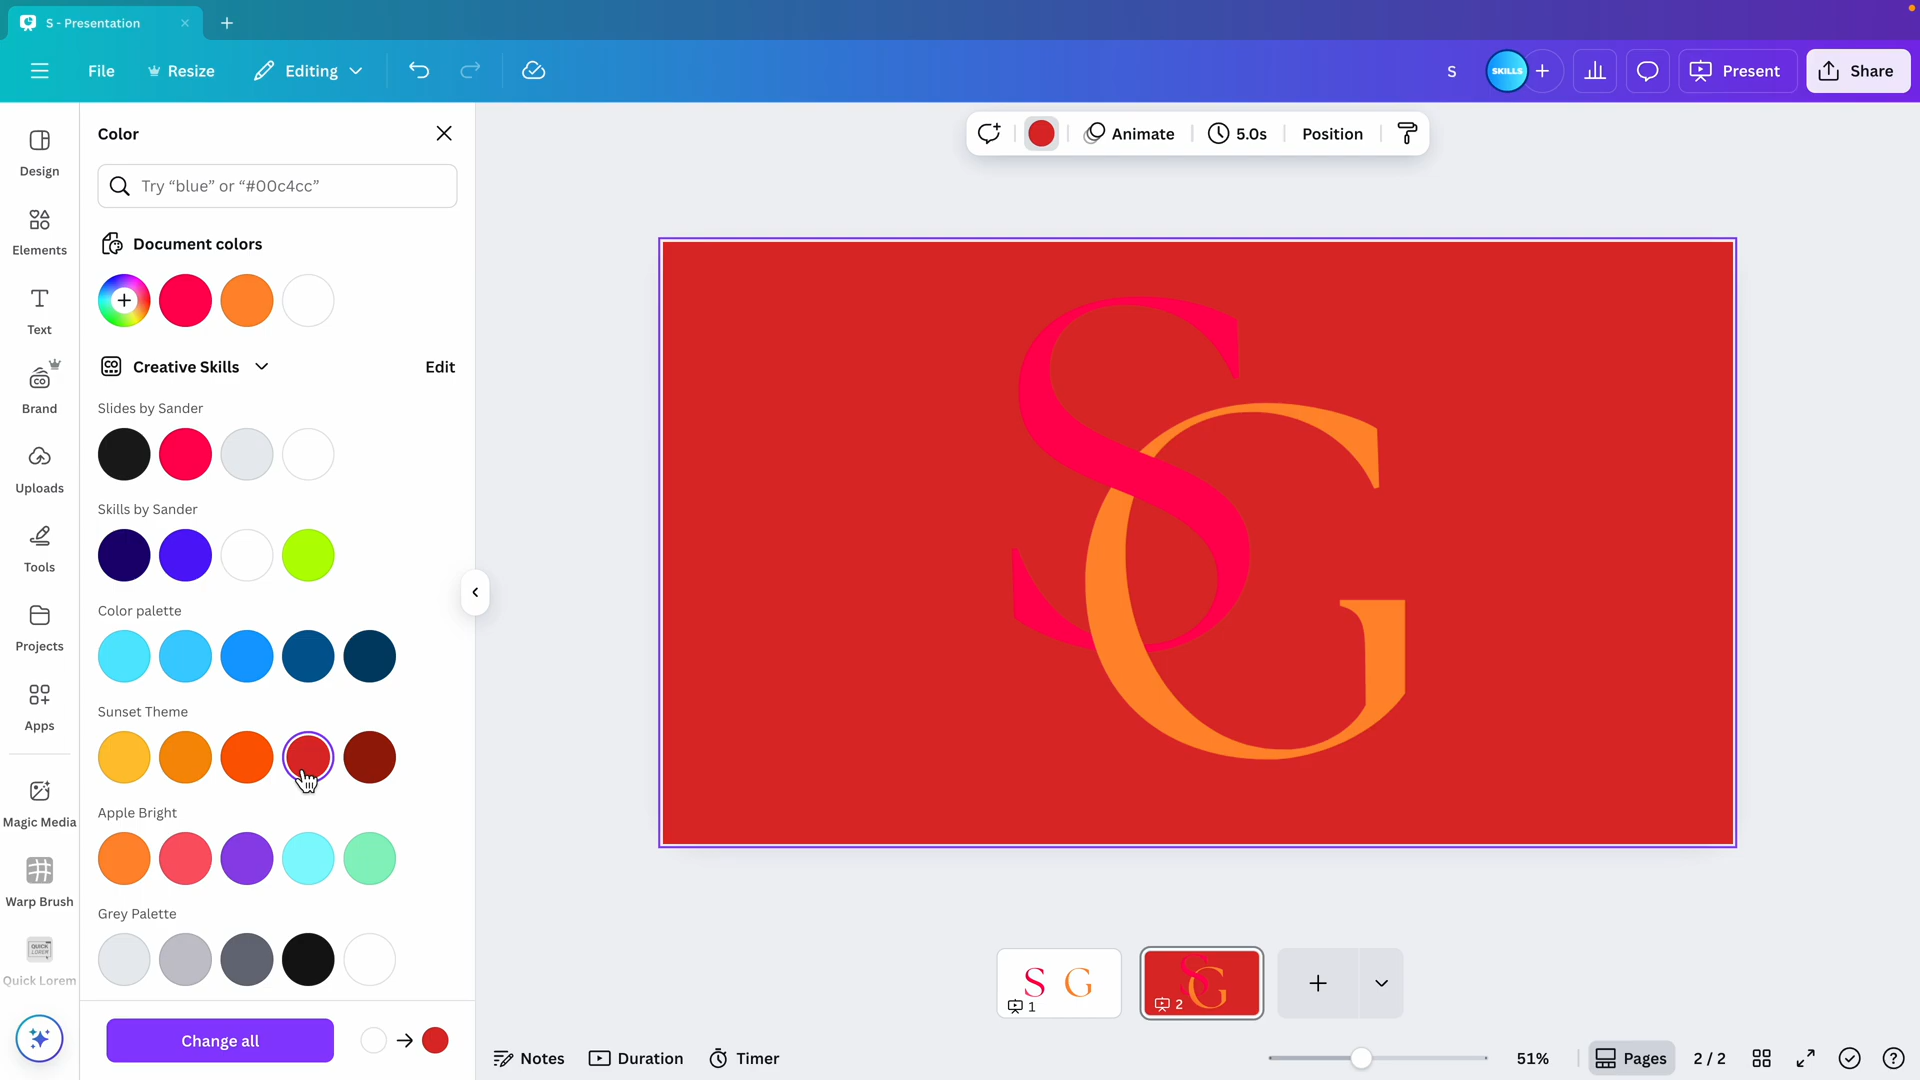 S - Presentation
File
Resize
Editing
S
SKILLS
Present
Share
Color
Try “blue” or “#00c4cc”
Document colors
Creative Skills
Edit
Slides by Sander
Skills by Sander
Color palette
Sunset Theme
Apple Bright
Grey Palette
Change all
Design
Elements
Text
CO
Brand
Uploads
Tools
Projects
Apps
Magic Media
Warp Brush
QUICK
LOREM
Quick Lorem
Animate
5.0s
Position
S
G
S G
1
S
G
2
Notes
Duration
Timer
51%
Pages
2 / 2